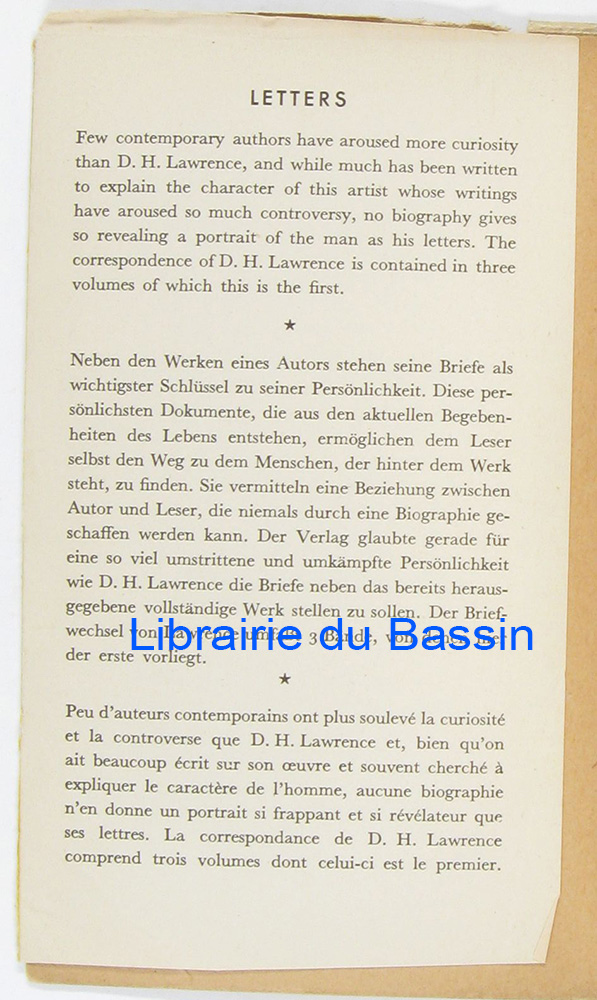 LETTERS
Few contemporary authors have aroused more curiosity
than D. H. Lawrence, and while much has been written
to explain the character of this artist whose writings
have aroused so much controversy, no biography gives
so revealing a portrait of the man as his letters. The
correspondence of D. H. Lawrence is contained in three
volumes of which this is the first.
★
Neben den Werken eines Autors stehen seine Briefe als
wichtigster Schlüssel zu seiner Persönlichkeit. Diese per-
sönlichsten Dokumente, die aus den aktuellen Begeben-
heiten des Lebens entstehen, ermöglichen dem Leser
selbst den Weg zu dem Menschen, der hinter dem Werk
steht, zu finden. Sie vermitteln eine Beziehung zwischen
Autor und Leser, die niemals durch eine Biographie ge-
schaffen werden kann. Der Verlag glaubte gerade für
eine so viel umstrittene und umkämpfte Persönlichkeit
wie D. H. Lawrence die Briefe neben das bereits heraus-
gegebene vollständige Werk stellen zu sollen. Der Brief-
wechsel von Lawrence umfaßt 3 Bände, von denen hier
Librairie du Bassin
der erste vorliegt.
★
Peu d'auteurs contemporains ont plus soulevé la curiosité
et la controverse que D. H. Lawrence et, bien qu'on
ait beaucoup écrit sur son œuvre et souvent cherché à
expliquer le caractère de l'homme, aucune biographie
n'en donne un portrait si frappant et si révélateur que
ses lettres. La correspondance de D. H. Lawrence
comprend trois volumes dont celui-ci est le premier.